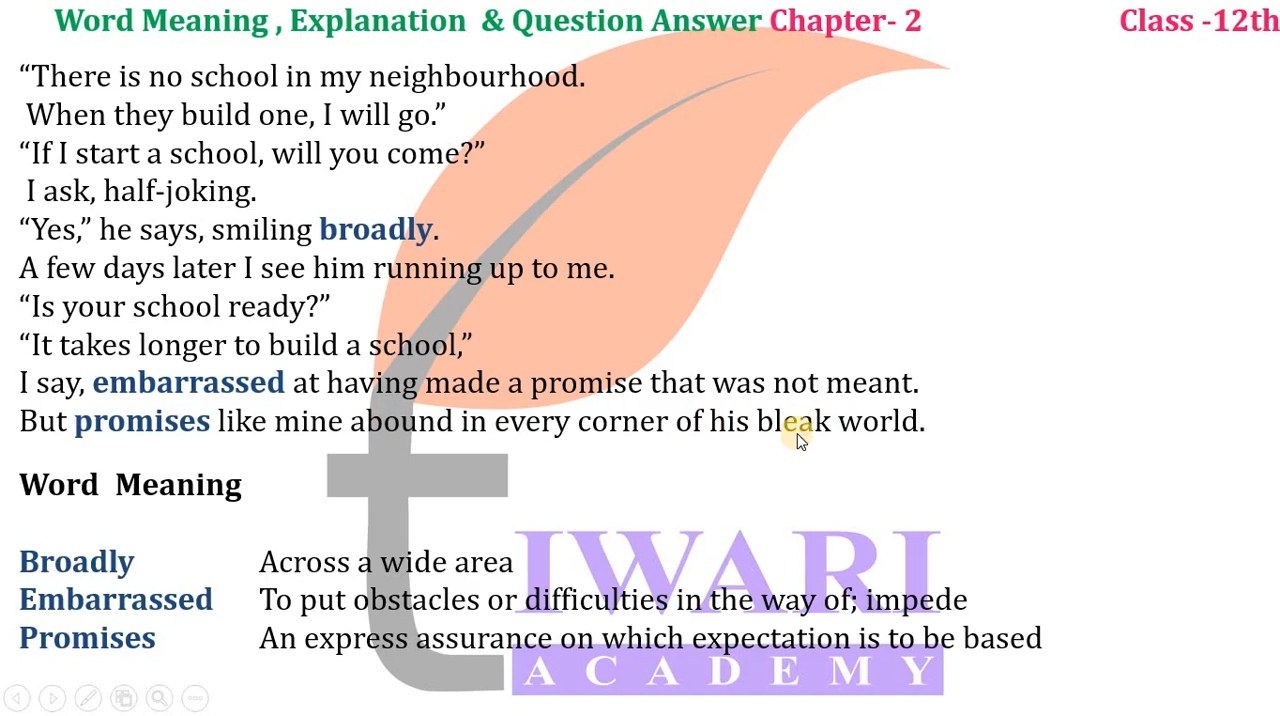 Word Meaning , Explanation & Question Answer Chapter- 2 Class -12th
“There is no school in my neighbourhood.
When they build one, I will go.”
“If I start a school, will you come?”
I ask, half-joking.
“Yes,” he says, smiling broadly.
A few days later I see him running up to me.
“Is your school ready?”
“It takes longer to build a school,”
I say, embarrassed at having made a promise that was not meant.
But promises like mine abound in every corner of his bleak world.
Word Meaning
Broadly Across a wide area
Embarrassed To put obstacles or difficulties in the way of; impede
Promises An express assurance on which expectation is to be based
tIWARI
ACADEMY